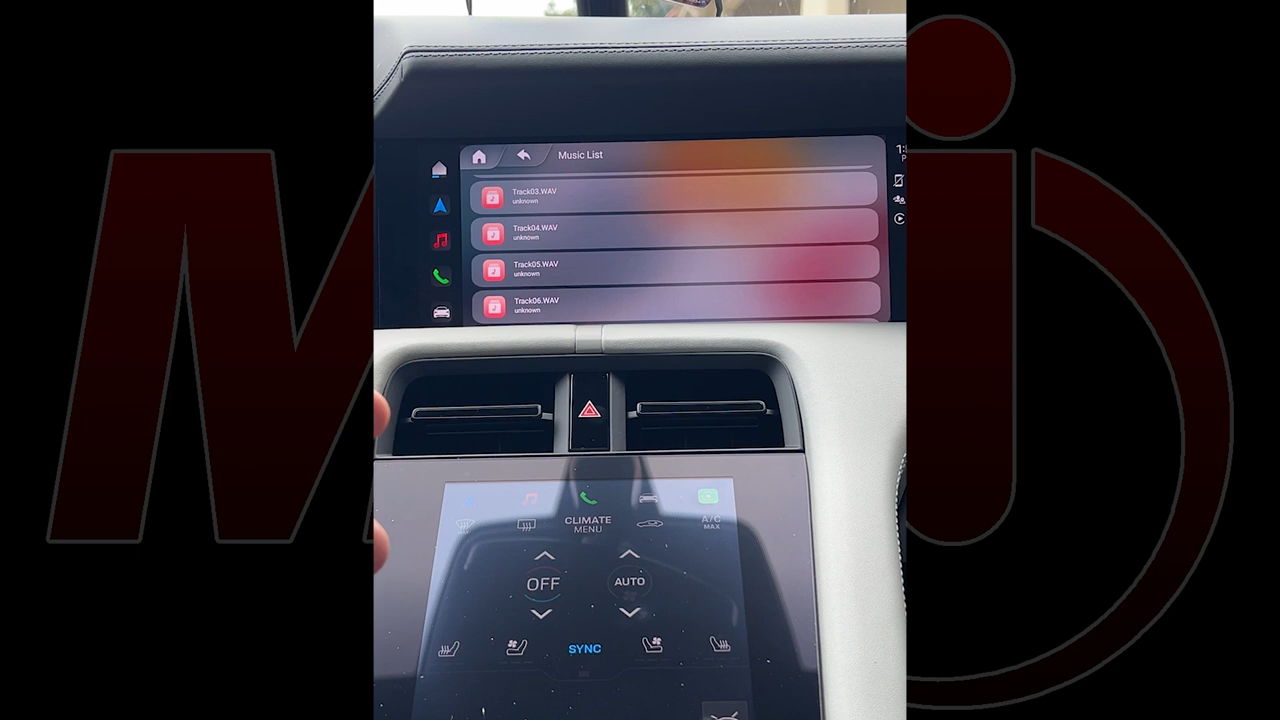 Music List
Track03.WAV
unknown
Track04.WAV
unknown
Track05.WAV
unknown
Track06.WAV
unknown
CLIMATE
MENU
A/C
MAX
OFF
AUTO
SYNC